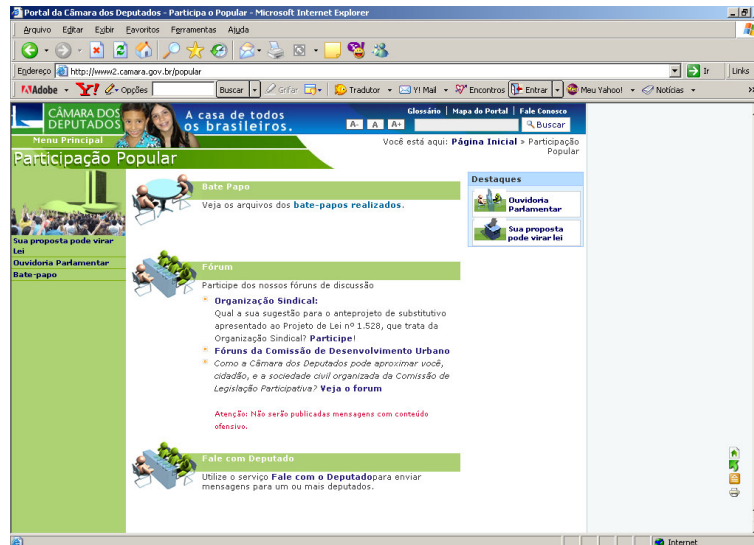 Portal da Câmara dos Deputados - Participa o Popular - Microsoft Internet Explorer
Arquivo Editar Exibir Favoritos Ferramentas Ajuda
Endereço http://www2.camara.gov.br/popular Ir Links
Adobe Y! Opções Buscar Grifar Tradutor Y! Mail Encontros Entrar Meu Yahoo! Notícias
CÂMARA DOS
DEPUTADOS
A casa de todos
os brasileiros.
Glossário | Mapa do Portal | Fale Conosco
A- A A+ Buscar
Menu Principal
Você está aqui: Página Inicial > Participação
Popular
Participação Popular
Sua proposta pode virar
Lei
Ouvidoria Parlamentar
Bate-papo
Bate Papo
Veja os arquivos dos bate-papos realizados.
Fórum
Participe dos nossos fóruns de discussão
Organização Sindical:
Qual a sua sugestão para o anteprojeto de substitutivo
apresentado ao Projeto de Lei nº 1.528, que trata da
Organização Sindical? Participe!
Fóruns da Comissão de Desenvolvimento Urbano
Como a Câmara dos Deputados pode aproximar você,
cidadão, e a sociedade civil organizada da Comissão de
Legislação Participativa? Veja o forum
Atenção: Não serão publicadas mensagens com conteúdo
ofensivo.
Fale com Deputado
Utilize o serviço Fale com o Deputadopara enviar
mensagens para um ou mais deputados.
Destaques
Ouvidoria
Parlamentar
Sua proposta
pode virar lei
Internet